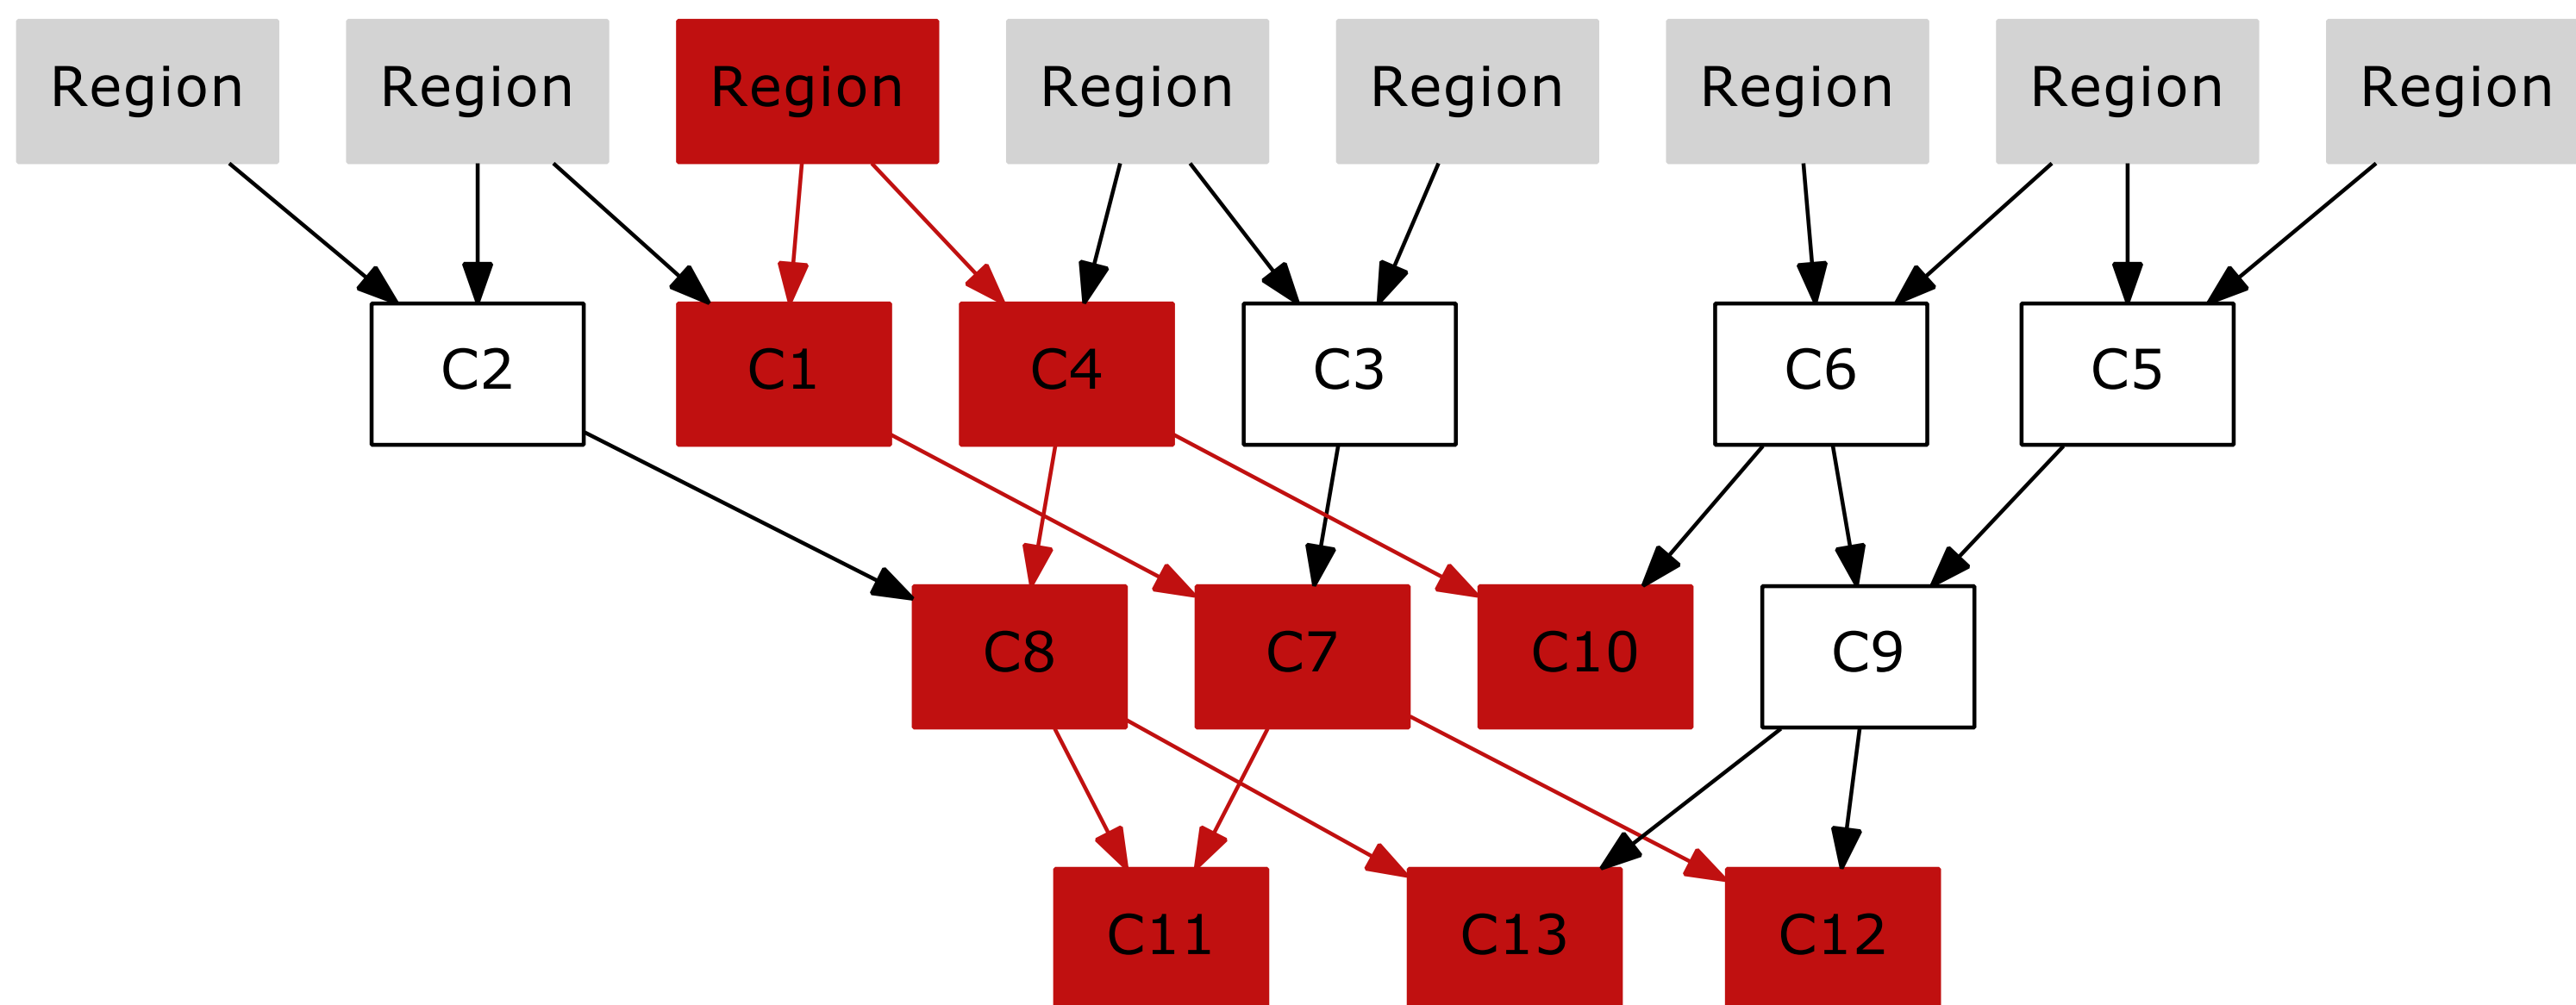 Region Region Region Region Region Region Region Region
C2 C1 C4 C3 C6 C5
C8 C7 C10 C9
C11 C13 C12